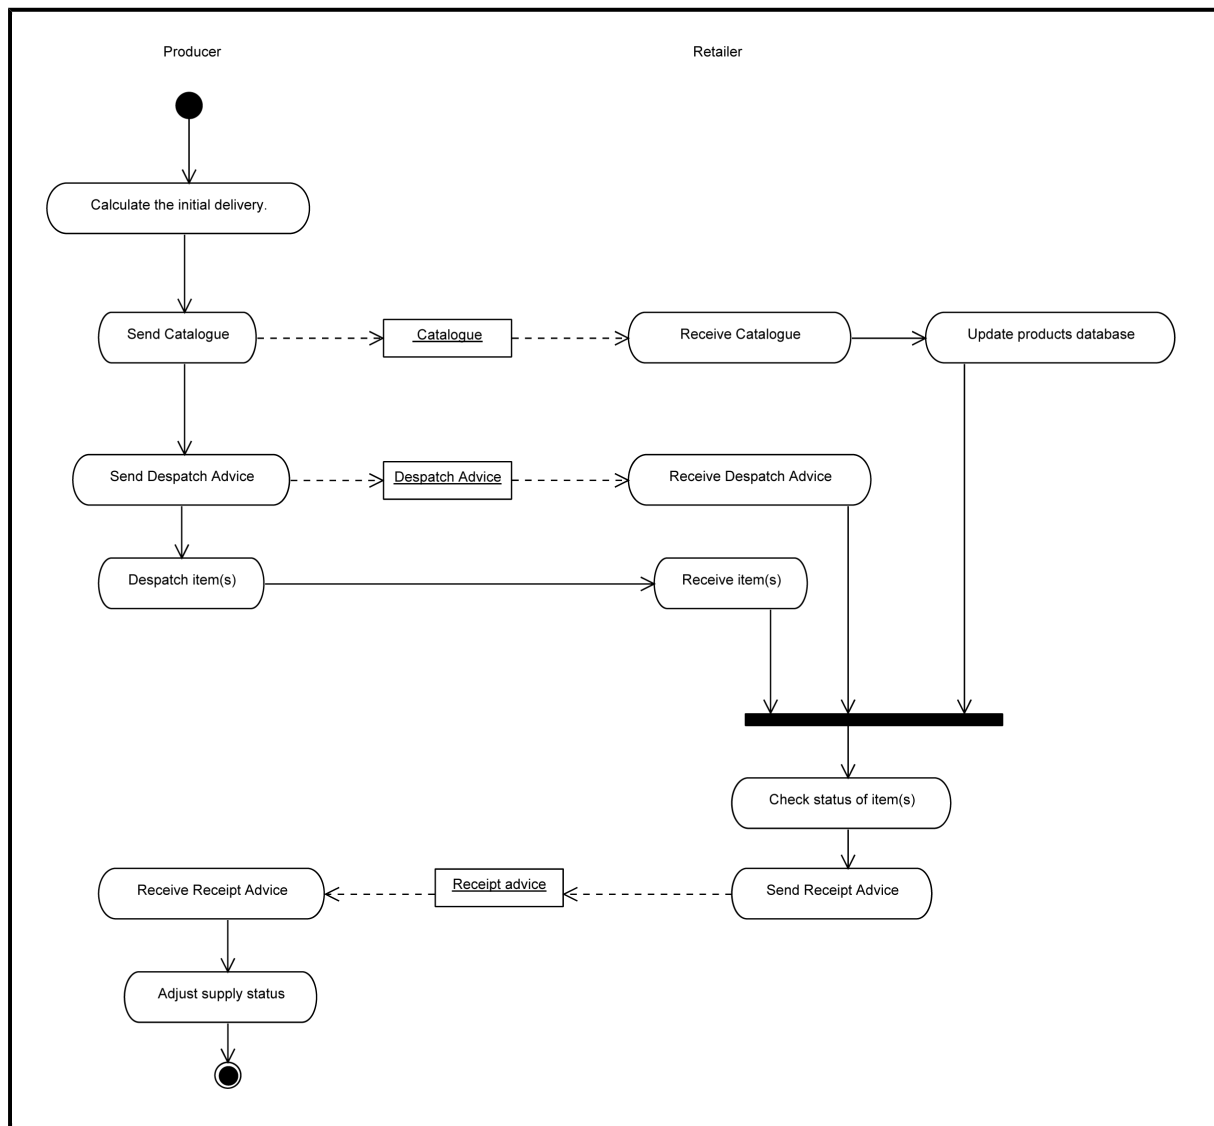 Producer
Retailer
Calculate the initial delivery.
Send Catalogue
Catalogue
Receive Catalogue
Update products database
Send Despatch Advice
Despatch Advice
Receive Despatch Advice
Despatch item(s)
Receive item(s)
Check status of item(s)
Receive Receipt Advice
Receipt advice
Send Receipt Advice
Adjust supply status